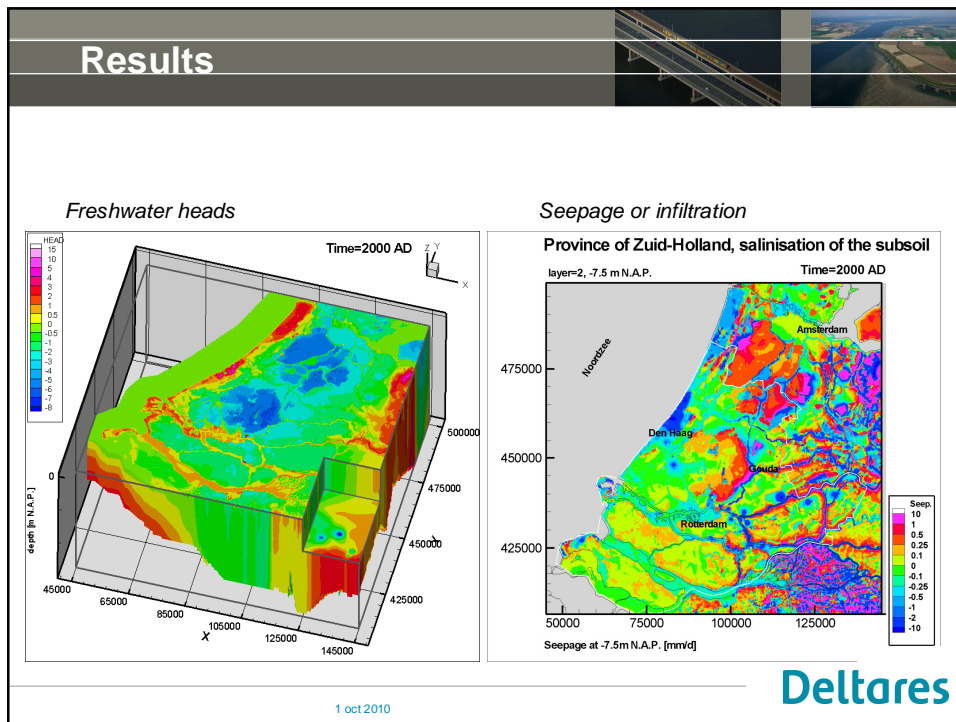 Results
Freshwater heads
Seepage or infiltration
HEAD
15
10
5
4
3
2
1
0.5
0
-0.5
-1
-2
-3
-4
-5
-6
-7
-8
Time=2000 AD
Z
Y
X
0
depth [m N.A.P.]
45000
65000
85000
105000
125000
145000
X
500000
475000
450000
425000
Y
Province of Zuid-Holland, salinisation of the subsoil
layer=2, -7.5 m N.A.P.
Time=2000 AD
Noordzee
Amsterdam
Den Haag
Gouda
Rotterdam
475000
450000
425000
50000
75000
100000
125000
Seepage at -7.5m N.A.P. [mm/d]
Seep.
10
1
0.5
0.25
0.1
0
-0.1
-0.25
-0.5
-1
-2
-10
1 oct 2010
Deltares